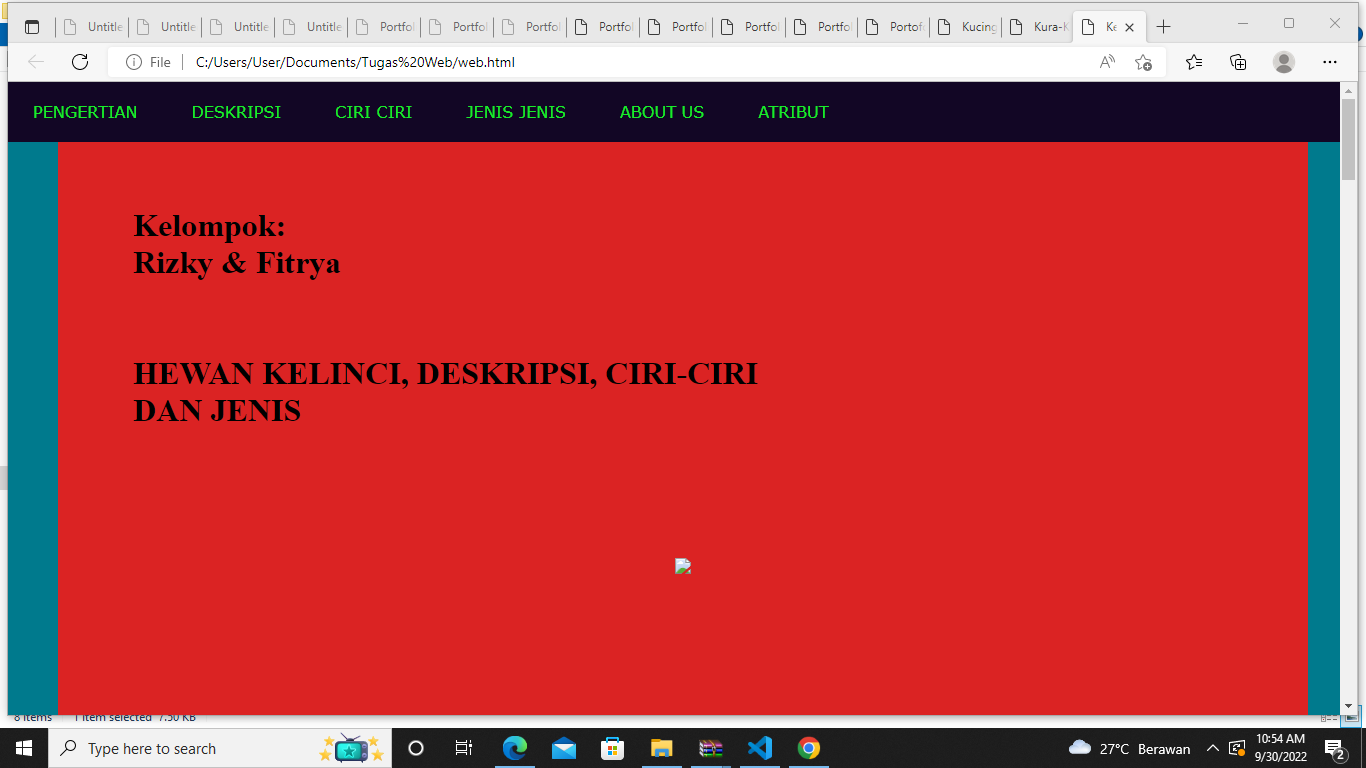 Untitle Untitle Untitle Untitle Portfol Portfol Portfol Portfol Portfol Portfol Portfol Portofo Kucing Kura-K Ke
File C:/Users/User/Documents/Tugas%20Web/web.html
PENGERTIAN DESKRIPSI CIRI CIRI JENIS JENIS ABOUT US ATRIBUT
Kelompok:
Rizky & Fitrya
HEWAN KELINCI, DESKRIPSI, CIRI-CIRI
DAN JENIS
8 items 1 item selected 7.50 KB
Type here to search
27°C Berawan
10:54 AM
9/30/2022
2